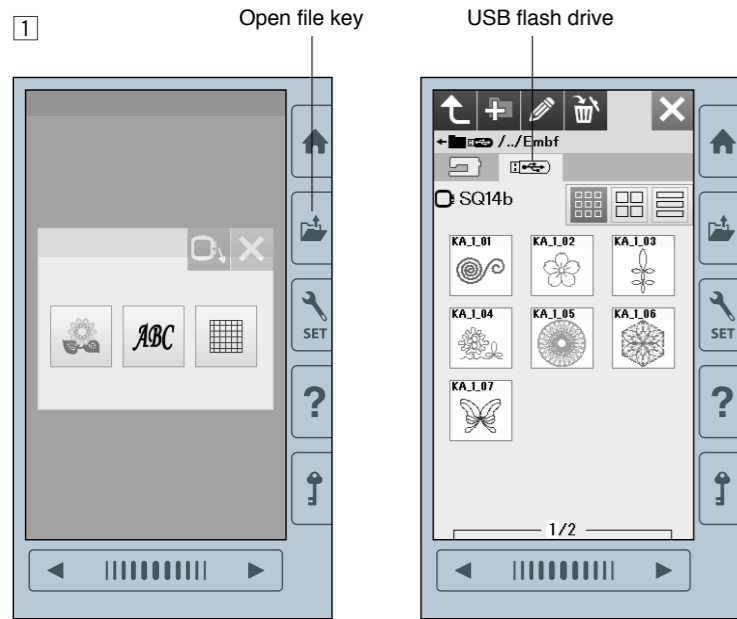 1
Open file key
USB flash drive
ABC
SET
?
/../Embf
SQ14b
KA_1_01
KA_1_02
KA_1_03
KA_1_04
KA_1_05
KA_1_06
KA_1_07
1/2
SET
?